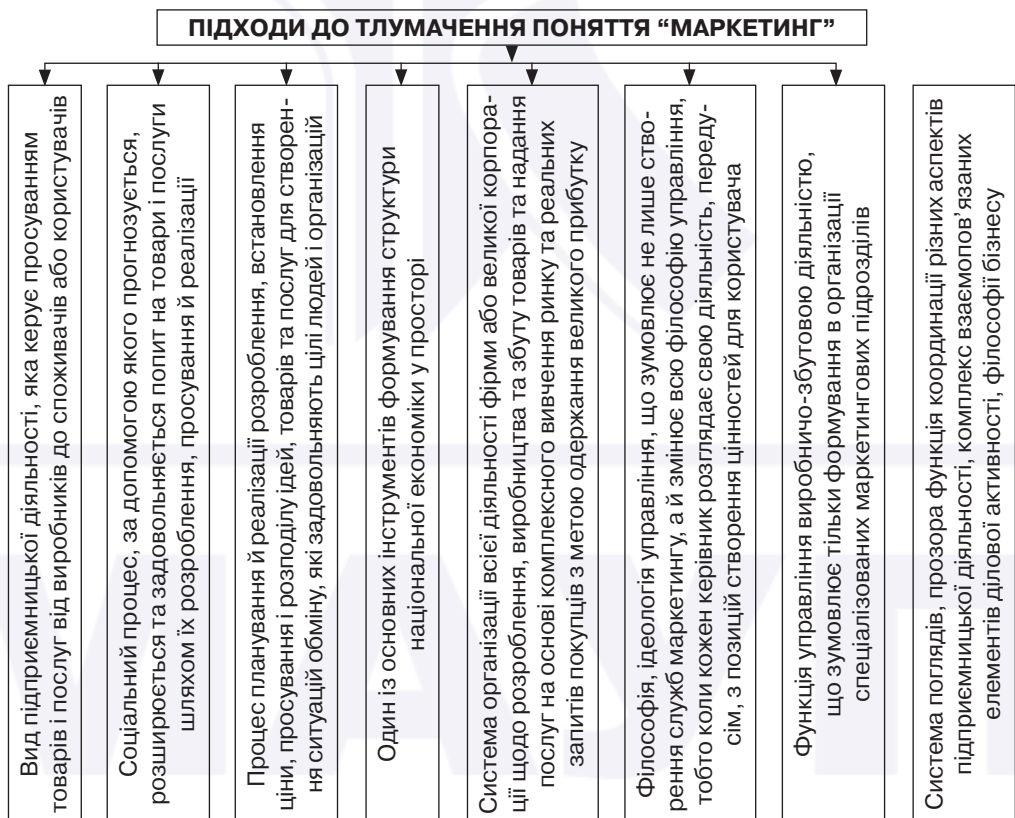 ПІДХОДИ ДО ТЛУМАЧЕННЯ ПОНЯТТЯ “МАРКЕТИНГ”
Вид підприємницької діяльності, яка керує просуванням
товарів і послуг від виробників до споживачів або користувачів
Соціальний процес, за допомогою якого прогнозується,
розширюється та задовольняється попит на товари і послуги
шляхом їх розроблення, просування й реалізації
Процес планування й реалізації розроблення, встановлення
ціни, просування і розподілу ідей, товарів та послуг для створен-
ня ситуацій обміну, які задовольняють цілі людей і організацій
Один із основних інструментів формування структури
національної економіки у просторі
Система організації всієї діяльності фірми або великої корпора-
ції щодо розроблення, виробництва та збуту товарів та надання
послуг на основі комплексного вивчення ринку та реальних
запитів покупців з метою одержання великого прибутку
Філософія, ідеологія управління, що зумовлює не лише ство-
рення служб маркетингу, а й змінює всю філософію управління,
тобто коли кожен керівник розглядає свою діяльність, переду-
сім, з позицій створення цінностей для користувача
Функція управління виробничо-збутовою діяльністю,
що зумовлює тільки формування в організації
спеціалізованих маркетингових підрозділів
Система поглядів, прозора функція координації різних аспектів
підприємницької діяльності, комплекс взаємопов’язаних
елементів ділової активності, філософії бізнесу
МАУП